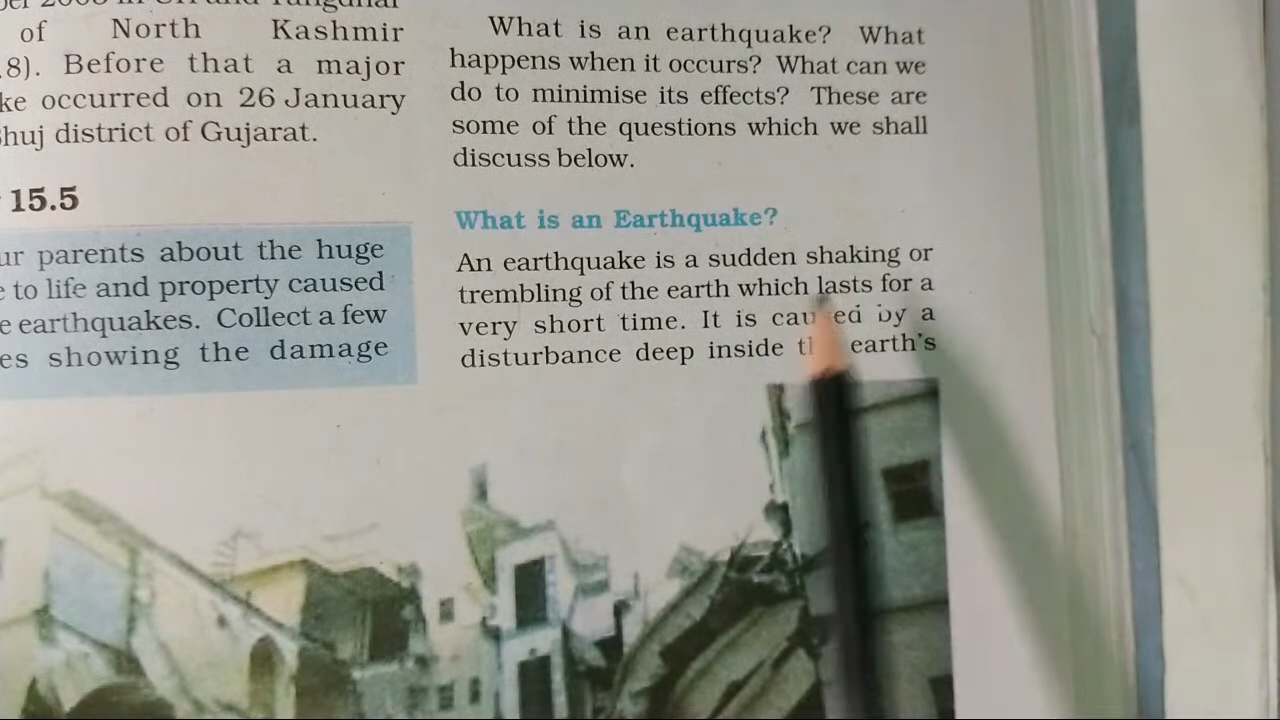 of North Kashmir
.8). Before that a major
ke occurred on 26 January
huj district of Gujarat.
15.5
ur parents about the huge
e to life and property caused
e earthquakes. Collect a few
es showing the damage
What is an earthquake? What
happens when it occurs? What can we
do to minimise its effects? These are
some of the questions which we shall
discuss below.
What is an Earthquake?
An earthquake is a sudden shaking or
trembling of the earth which lasts for a
very short time. It is caused by a
disturbance deep inside the earth's